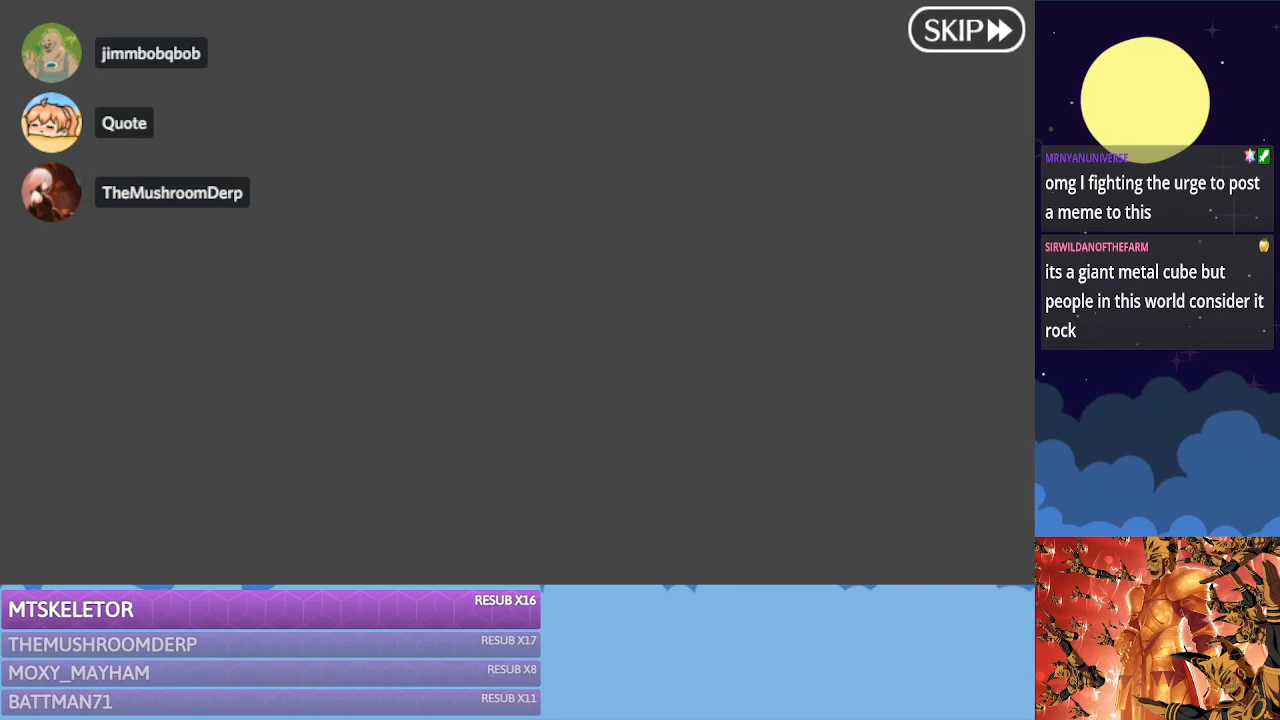 jimmbobqbob
Quote
TheMushroomDerp
SKIP
MRNYANUNIVERSE
omg I fighting the urge to post
a meme to this
SIRWILDANOFTHEFARM
its a giant metal cube but
people in this world consider it
rock
MTSKELETOR RESUB X16
THEMUSHROOMDERP RESUB X17
MOXY_MAYHAM RESUB X8
BATTMAN71 RESUB X11